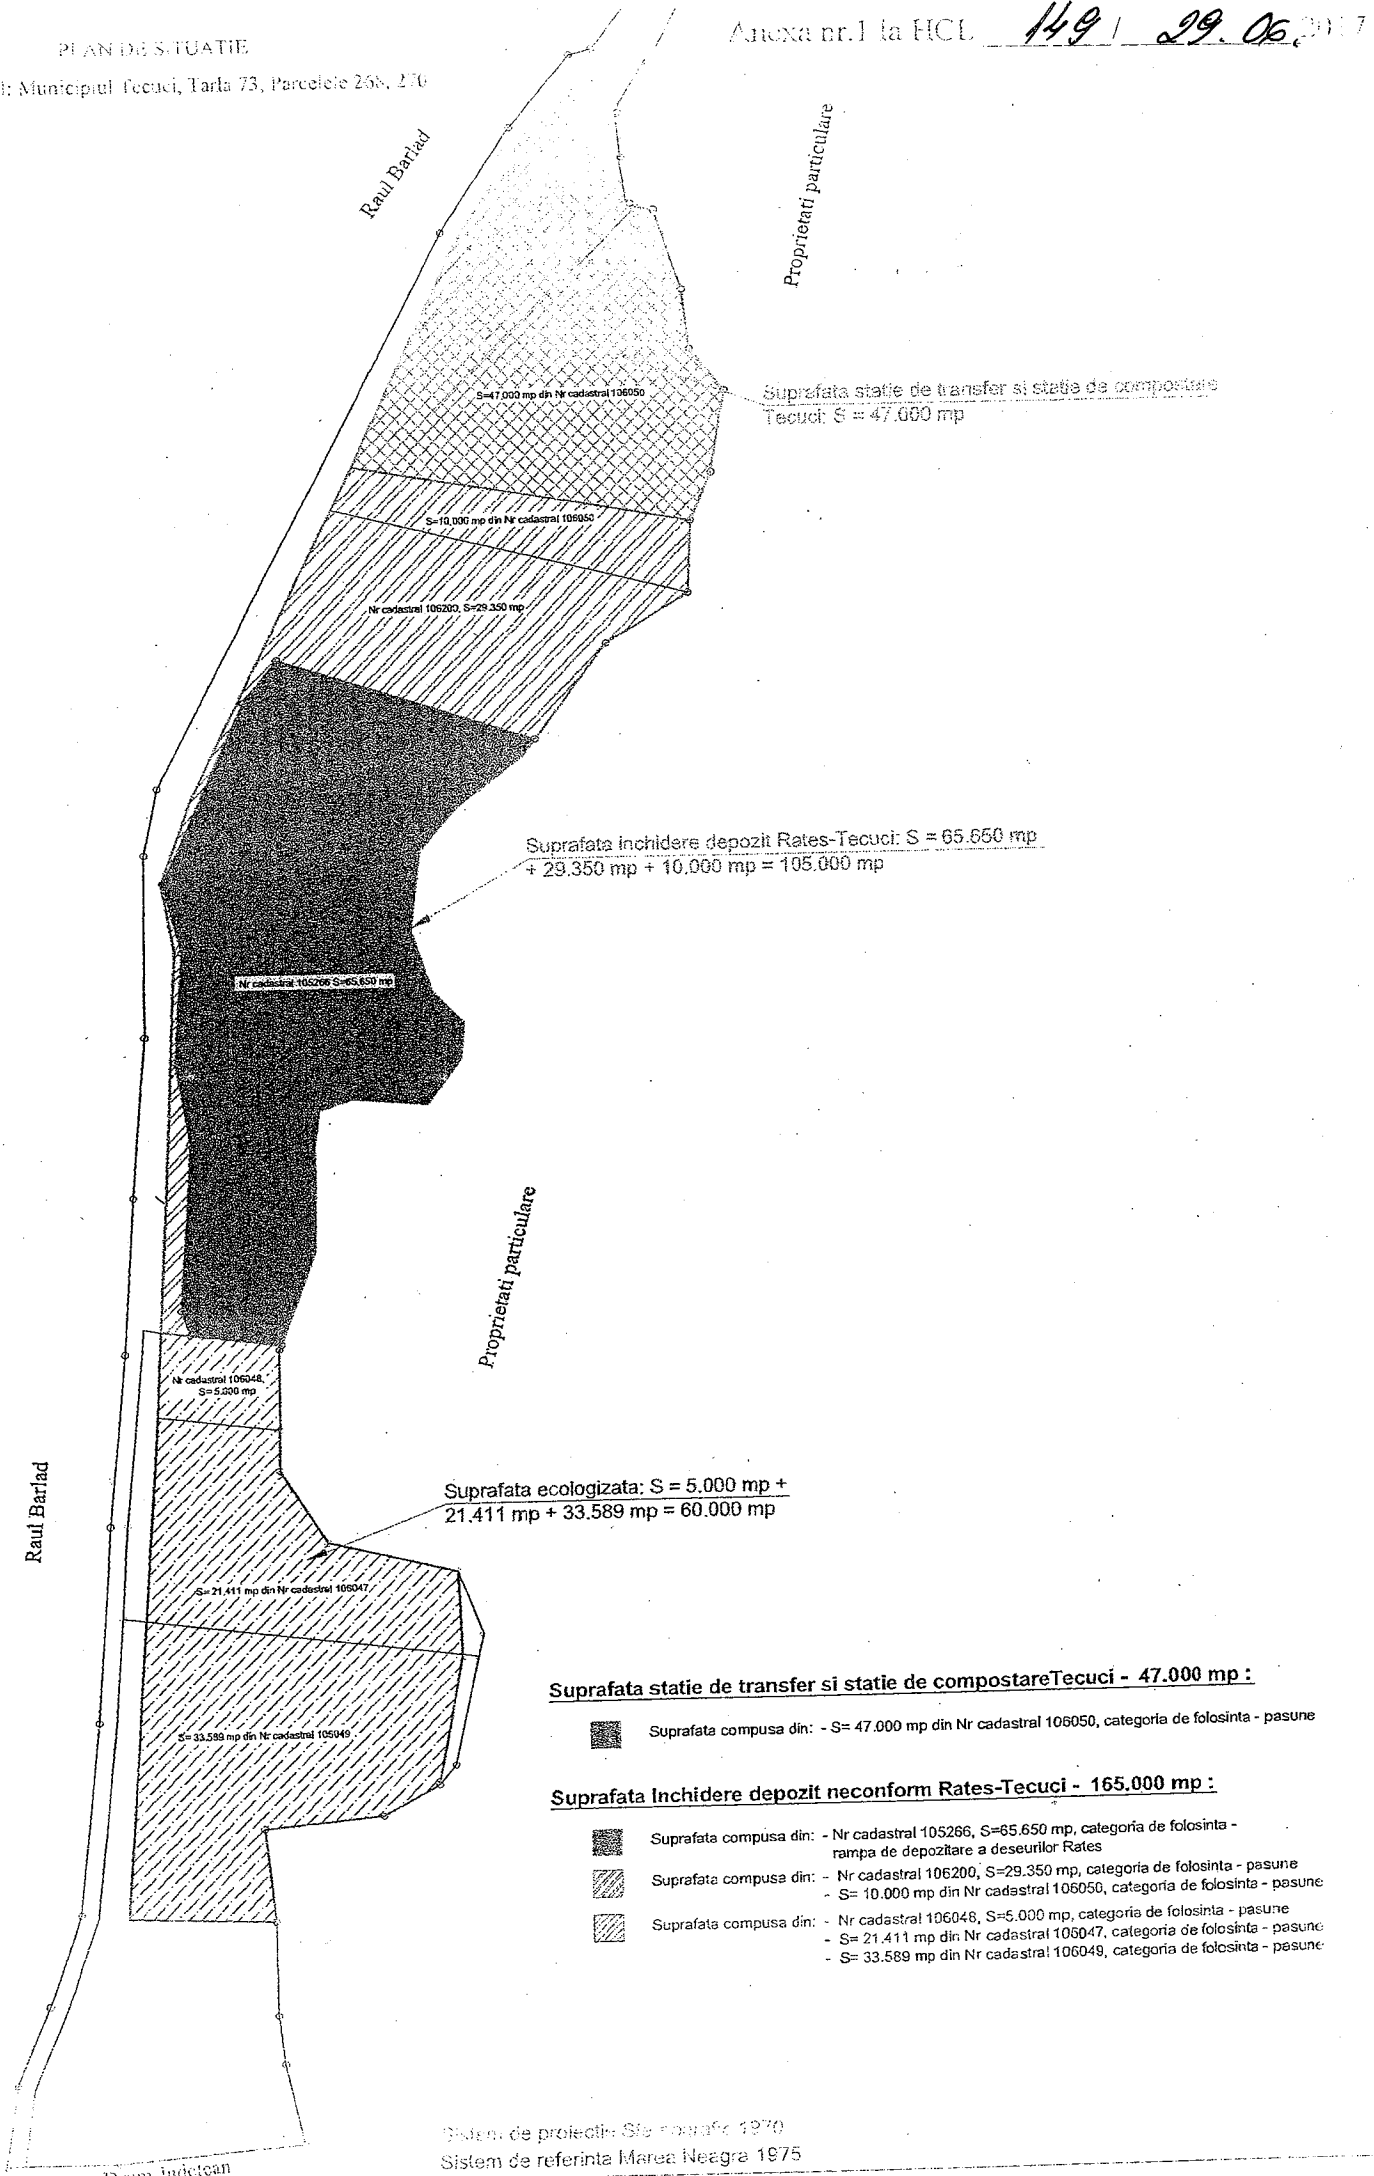 Anexa nr.1 la HCL 149 / 29.06.2017
PLAN DE SITUATIE
Municipiul Tecuci, Tarla 73, Parcelele 268, 270
Raul Barlad
Proprietati particulare
S=47,000 mp din Nr cadastral 106050
Suprafata statie de transfer si statie de compostare
Tecuci: S = 47.000 mp
S=10,000 mp din Nr cadastral 106050
Nr cadastral 106200, S=29.350 mp
Suprafata inchidere depozit Rates-Tecuci: S = 65.650 mp
+ 29.350 mp + 10.000 mp = 105.000 mp
Nr cadastral 105266 S=65,650 mp
Proprietati particulare
Nr cadastral 106048,
S=5.000 mp
Raul Barlad
Suprafata ecologizata: S = 5.000 mp +
21.411 mp + 33.589 mp = 60.000 mp
S= 21,411 mp din Nr cadastral 106047
S= 33.589 mp din Nr cadastral 106049
Suprafata statie de transfer si statie de compostareTecuci - 47.000 mp :
Suprafata compusa din: - S= 47.000 mp din Nr cadastral 106050, categoria de folosinta - pasune
Suprafata Inchidere depozit neconform Rates-Tecuci - 165.000 mp :
Suprafata compusa din: - Nr cadastral 105266, S=65.650 mp, categoria de folosinta -
rampa de depozitare a deseurilor Rates
Suprafata compusa din: - Nr cadastral 106200, S=29.350 mp, categoria de folosinta - pasune
- S= 10.000 mp din Nr cadastral 106050, categoria de folosinta - pasune
Suprafata compusa din: - Nr cadastral 106048, S=5.000 mp, categoria de folosinta - pasune
- S= 21.411 mp din Nr cadastral 106047, categoria de folosinta - pasune
- S= 33.589 mp din Nr cadastral 106049, categoria de folosinta - pasune
Sistem de proiectie Stereografic 1970
Sistem de referinta Marea Neagra 1975
Drum Judetean